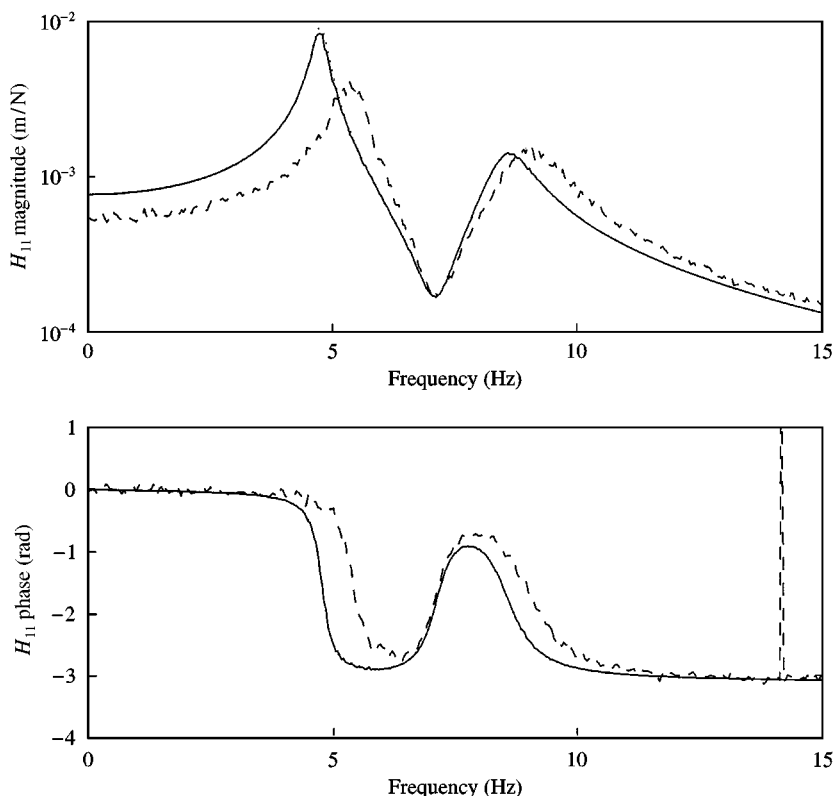 10⁻²
10⁻³
10⁻⁴
H₁₁ magnitude (m/N)
0 5 10 15
Frequency (Hz)
1
0
−1
−2
−3
−4
H₁₁ phase (rad)
0 5 10 15
Frequency (Hz)